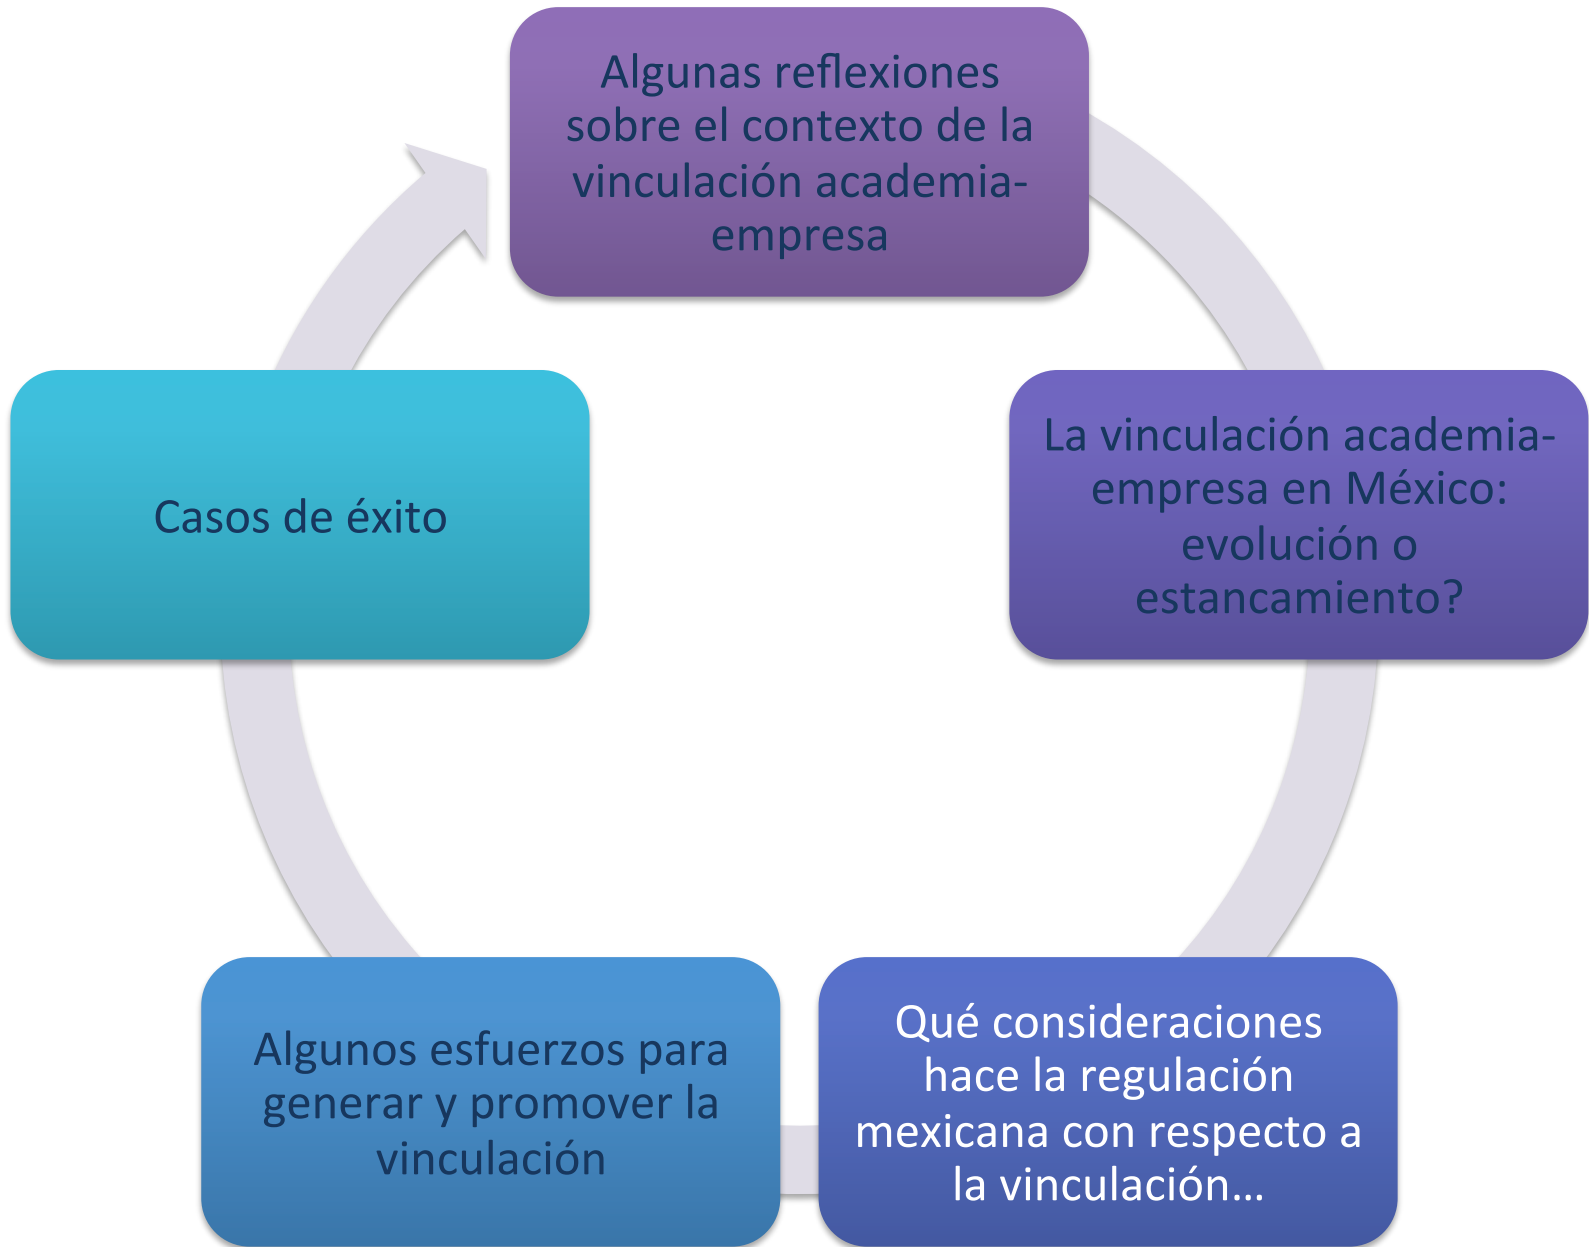 Algunas reflexiones
sobre el contexto de la
vinculación academia-
empresa
La vinculación academia-
empresa en México:
evolución o
estancamiento?
Qué consideraciones
hace la regulación
mexicana con respecto a
la vinculación…
Algunos esfuerzos para
generar y promover la
vinculación
Casos de éxito